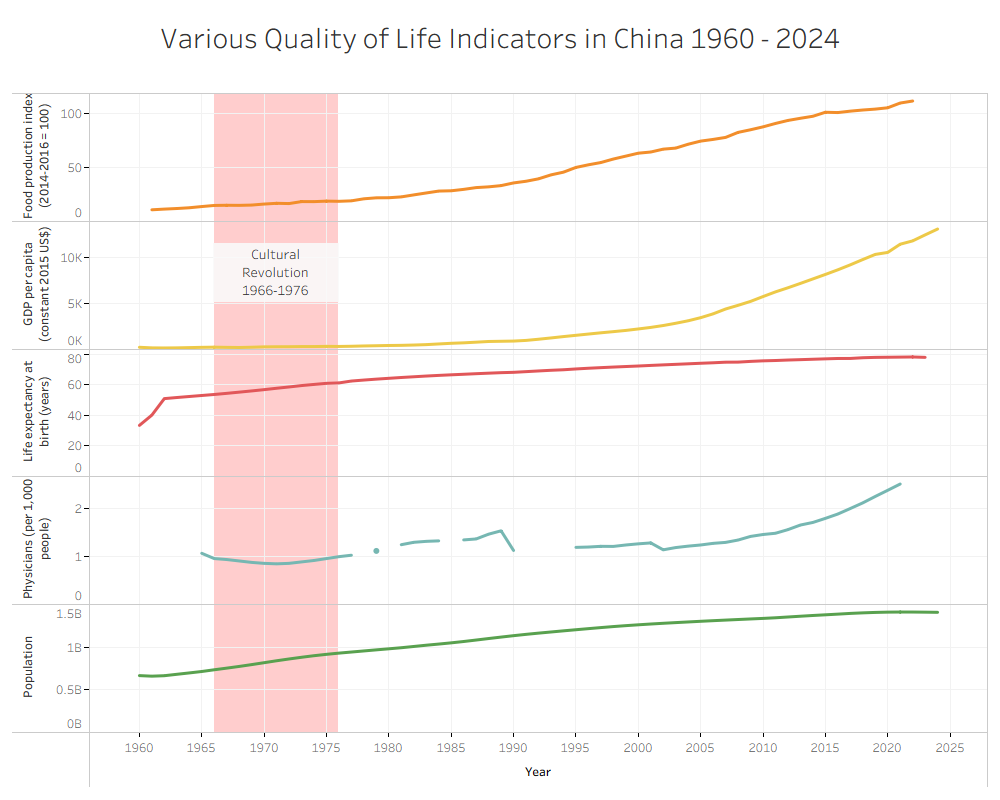 Various Quality of Life Indicators in China 1960 - 2024
Food production index
(2014-2016 = 100)
100
50
0
GDP per capita
(constant 2015 US$)
10K
5K
0K
Cultural
Revolution
1966-1976
Life expectancy at
birth (years)
80
60
40
20
0
Physicians (per 1,000
people)
2
1
0
Population
1.5B
1B
0.5B
0B
1960 1965 1970 1975 1980 1985 1990 1995 2000 2005 2010 2015 2020 2025
Year